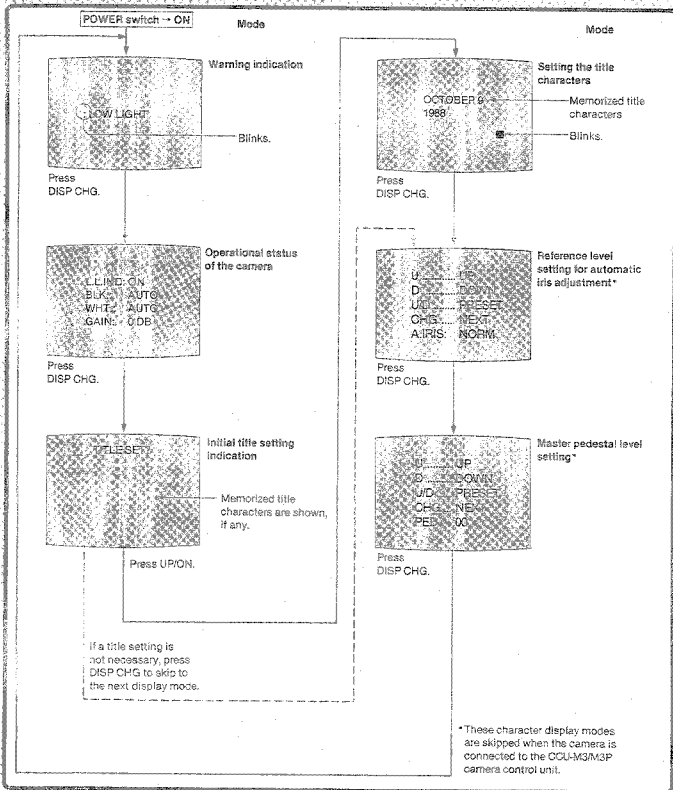 POWER switch → ON
Mode
Warning indication
LOW LIGHT
Blinks.
Press
DISP CHG.
Operational status
of the camera
L.L.IND: ON
BLK: AUTO
WHT: AUTO
GAIN: 0 DB
Press
DISP CHG.
TITLE SET
Initial title setting
indication
Memorized title
characters are shown,
if any.
Press UP/ON.
If a title setting is
not necessary, press
DISP CHG to skip to
the next display mode.
Mode
Setting the title
characters
OCTOBER 9
1988
Memorized title
characters
Blinks.
Press
DISP CHG.
Reference level
setting for automatic
iris adjustment*
U ...... UP
D ...... DOWN
U/D ...... PRESET
CHG ...... NEXT
A.IRIS: NORM
Press
DISP CHG.
Master pedestal level
setting*
U ...... UP
D ...... DOWN
U/D ...... PRESET
CHG ...... NEXT
PED: 00
Press
DISP CHG.
*These character display modes
are skipped when the camera is
connected to the CCU-M3/M3P
camera control unit.